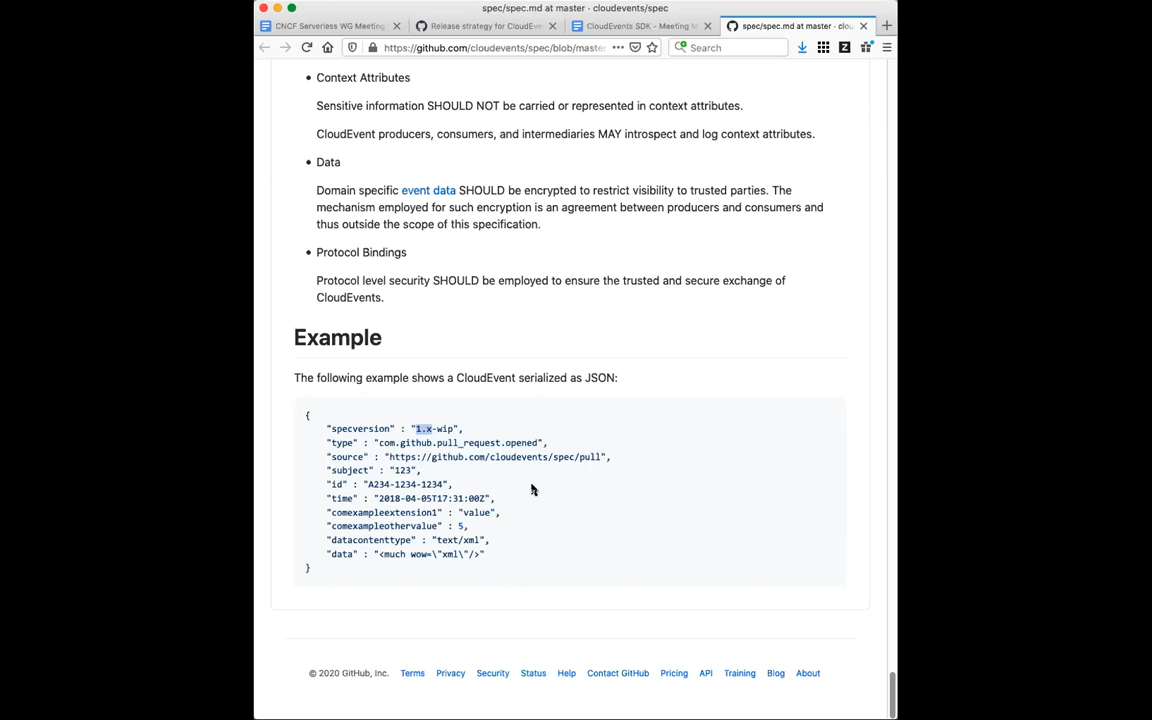 spec/spec.md at master · cloudevents/spec
CNCF Serverless WG Meeting
Release strategy for CloudEven
CloudEvents SDK - Meeting M
spec/spec.md at master · clou
https://github.com/cloudevents/spec/blob/master
Search
Context Attributes
Sensitive information SHOULD NOT be carried or represented in context attributes.
CloudEvent producers, consumers, and intermediaries MAY introspect and log context attributes.
Data
Domain specific event data SHOULD be encrypted to restrict visibility to trusted parties. The
mechanism employed for such encryption is an agreement between producers and consumers and
thus outside the scope of this specification.
Protocol Bindings
Protocol level security SHOULD be employed to ensure the trusted and secure exchange of
CloudEvents.
Example
The following example shows a CloudEvent serialized as JSON:
{
"specversion" : "1.x-wip",
"type" : "com.github.pull_request.opened",
"source" : "https://github.com/cloudevents/spec/pull",
"subject" : "123",
"id" : "A234-1234-1234",
"time" : "2018-04-05T17:31:00Z",
"comexampleextension1" : "value",
"comexampleothervalue" : 5,
"datacontenttype" : "text/xml",
"data" : "<much wow=\"xml\"/>"
}
© 2020 GitHub, Inc. Terms Privacy Security Status Help Contact GitHub Pricing API Training Blog About